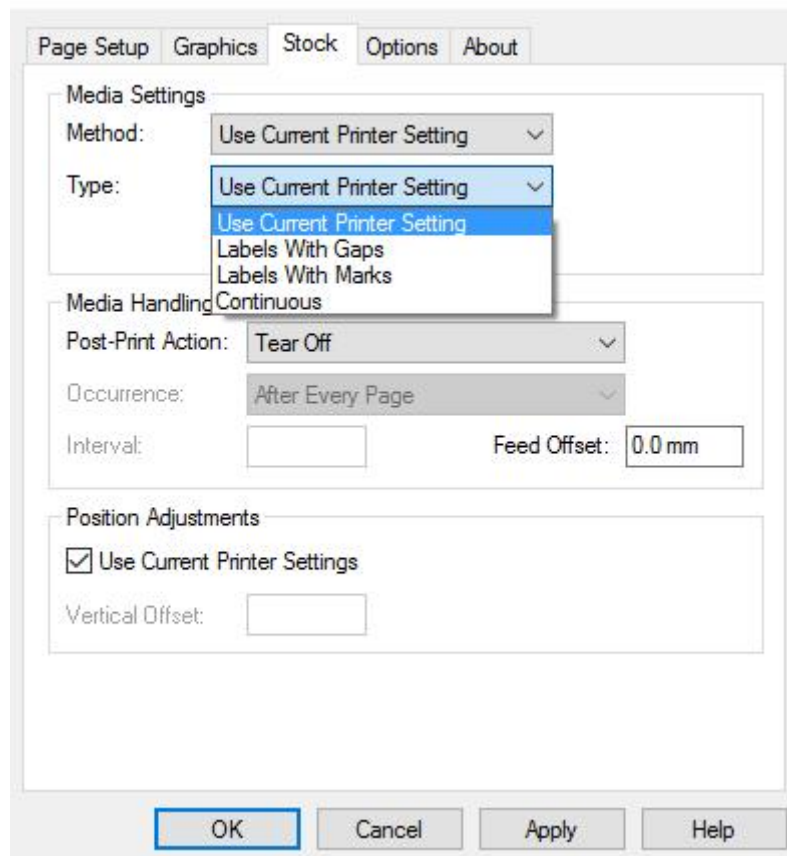 Page Setup Graphics Stock Options About
Media Settings
Method: Use Current Printer Setting
Type: Use Current Printer Setting
Use Current Printer Setting
Labels With Gaps
Labels With Marks
Continuous
Media Handling
Post-Print Action: Tear Off
Occurrence: After Every Page
Interval: Feed Offset: 0.0 mm
Position Adjustments
Use Current Printer Settings
Vertical Offset:
OK Cancel Apply Help